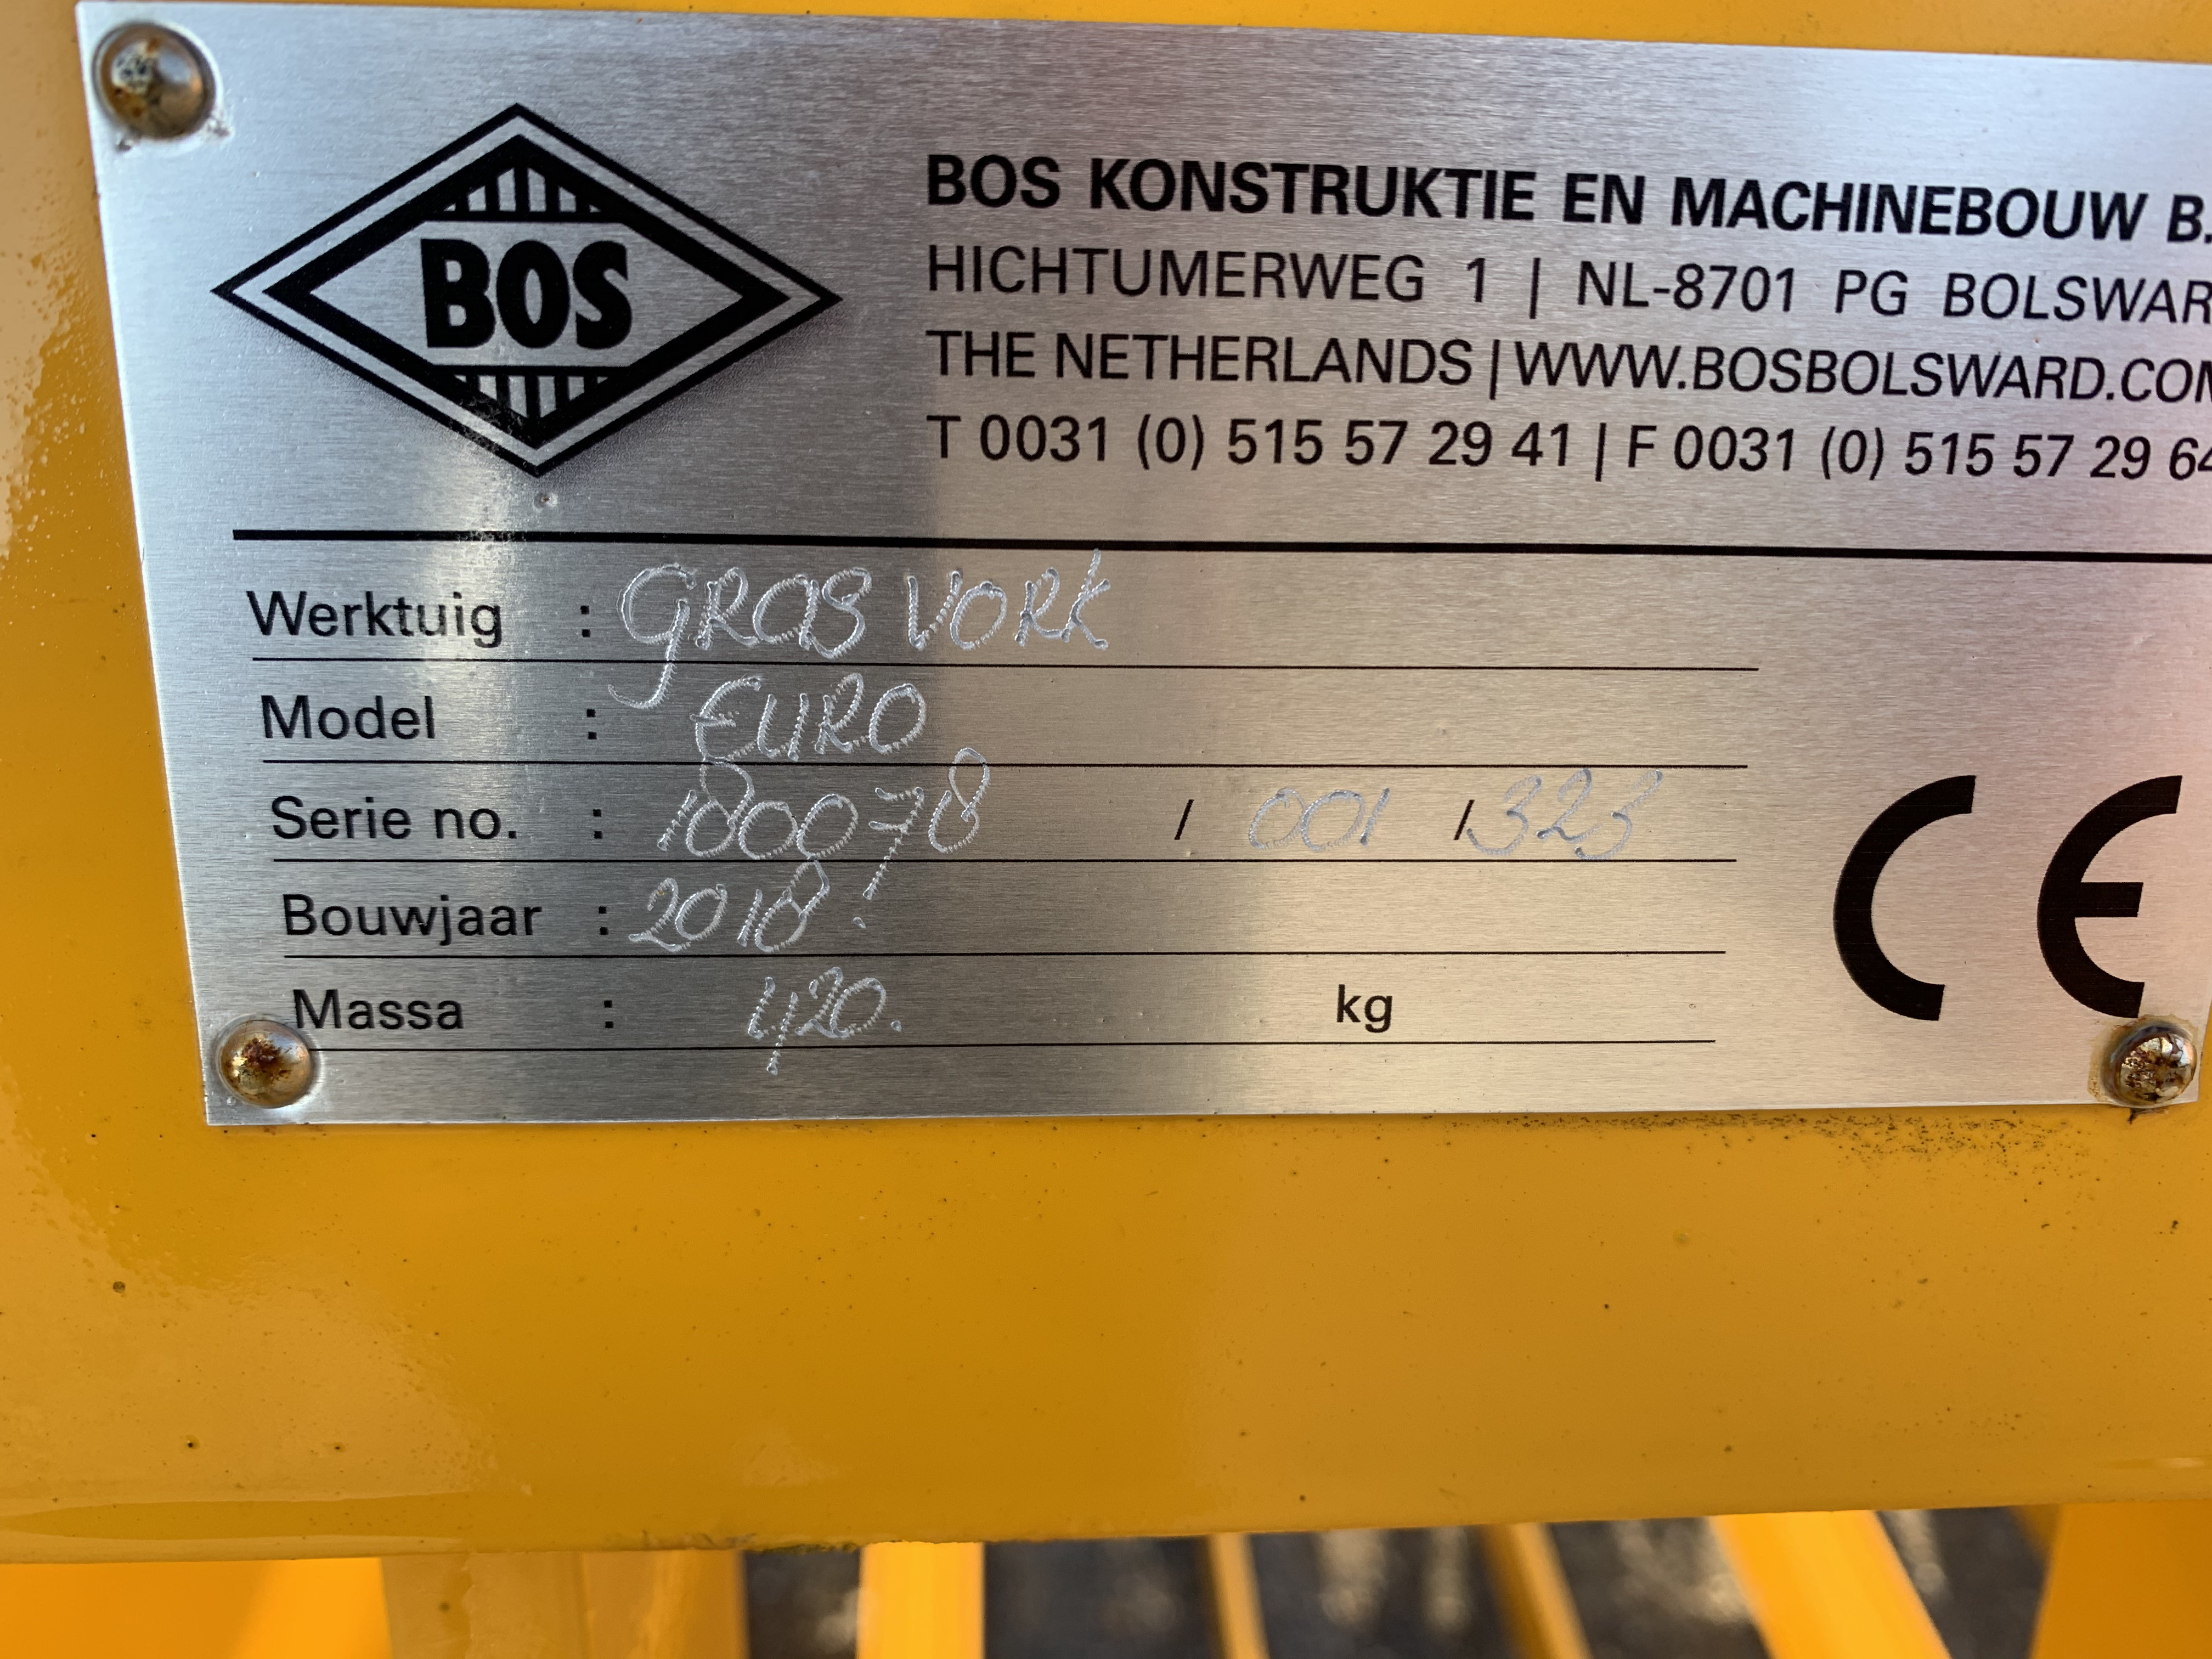 BOS
BOS KONSTRUKTIE EN MACHINEBOUW B.
HICHTUMERWEG 1 | NL-8701 PG BOLSWAR
THE NETHERLANDS | WWW.BOSBOLSWARD.COM
T 0031 (0) 515 57 29 41 | F 0031 (0) 515 57 29 64
Werktuig : GRAS VORK
Model : EURO
Serie no. : 180078 / 001 / 323
Bouwjaar : 2018.
Massa : 420. kg
CE